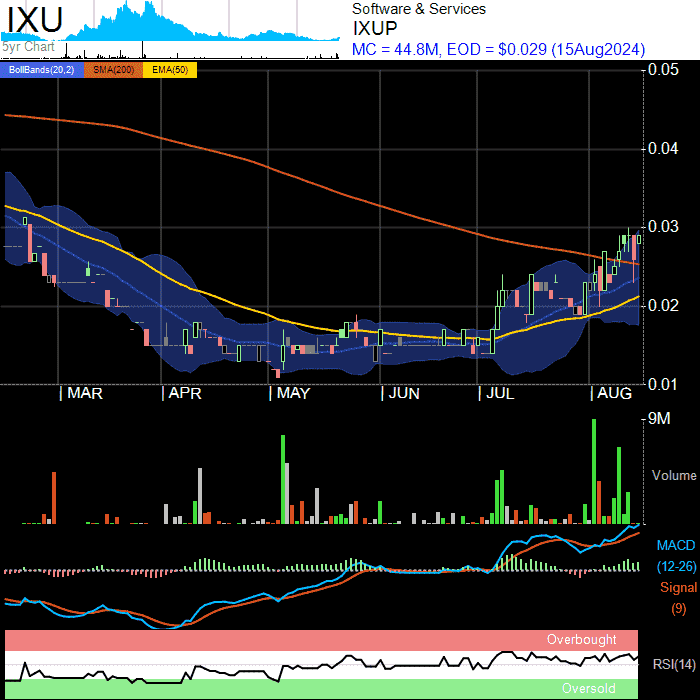 IXU
Software & Services
IXUP
MC = 44.8M, EOD = $0.029 (15Aug2024)
5yr Chart
BollBands(20,2) SMA(200) EMA(50)
0.05
0.04
0.03
0.02
0.01
MAR APR MAY JUN JUL AUG
9M
Volume
MACD
(12-26)
Signal
(9)
Overbought
RSI(14)
Oversold